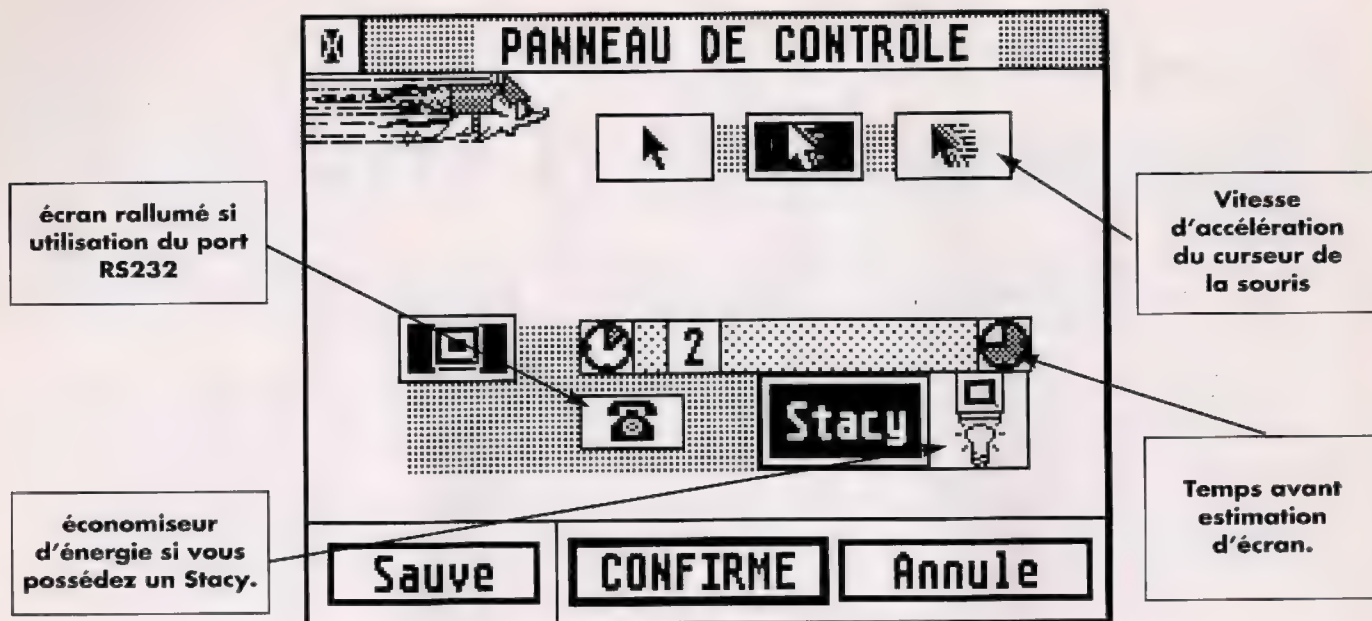 PANNEAU DE CONTROLE
écran rallumé si
utilisation du port
RS232
Vitesse
d'accélération
du curseur de
la souris
2
Stacy
économiseur
d'énergie si vous
possédez un Stacy.
Temps avant
estimation
d'écran.
Sauve
CONFIRME
Annule